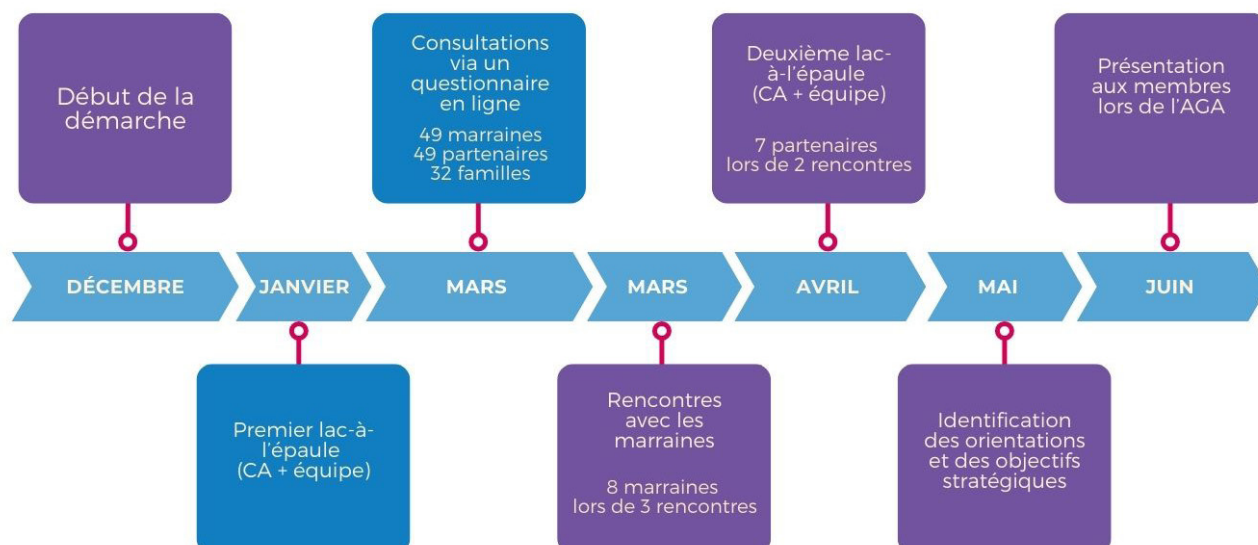 Début de la
démarche
Consultations
via un
questionnaire
en ligne
49 marraines
49 partenaires
32 familles
Deuxième lac-
à-l'épaule
(CA + équipe)
7 partenaires
lors de 2 rencontres
Présentation
aux membres
lors de l'AGA
DÉCEMBRE
JANVIER
MARS
MARS
AVRIL
MAI
JUIN
Premier lac-à-
l'épaule
(CA + équipe)
Rencontres
avec les
marraines
8 marraines
lors de 3 rencontres
Identification
des orientations
et des objectifs
stratégiques